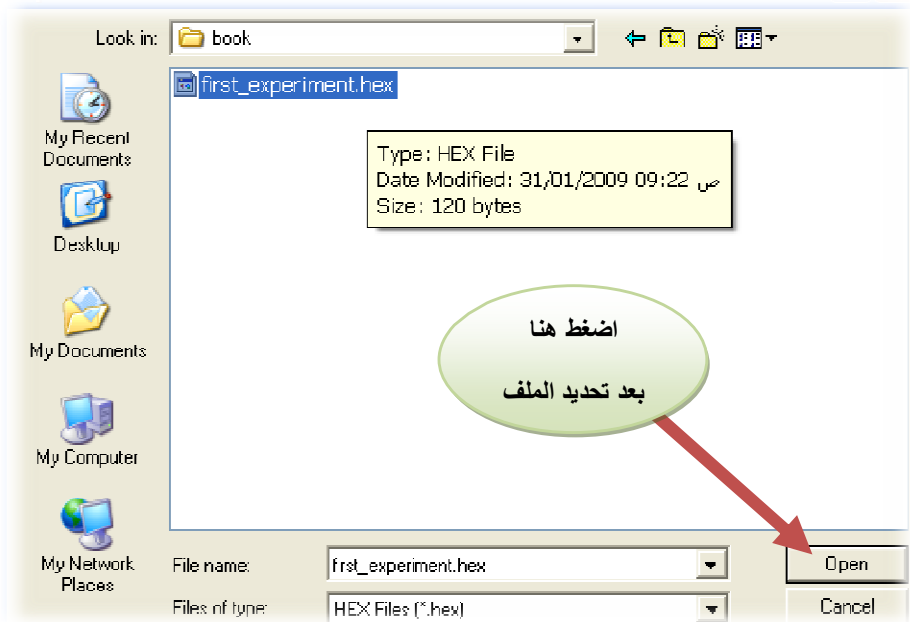 Look in:
book
first_experiment.hex
My Recent
Documents
Desktop
My Documents
My Computer
My Network
Places
Type: HEX File
Date Modified: 31/01/2009 09:22 ص
Size: 120 bytes
اضغط هنا
بعد تحديد الملف
File name:
first_experiment.hex
Open
Files of type:
HEX Files (*.hex)
Cancel